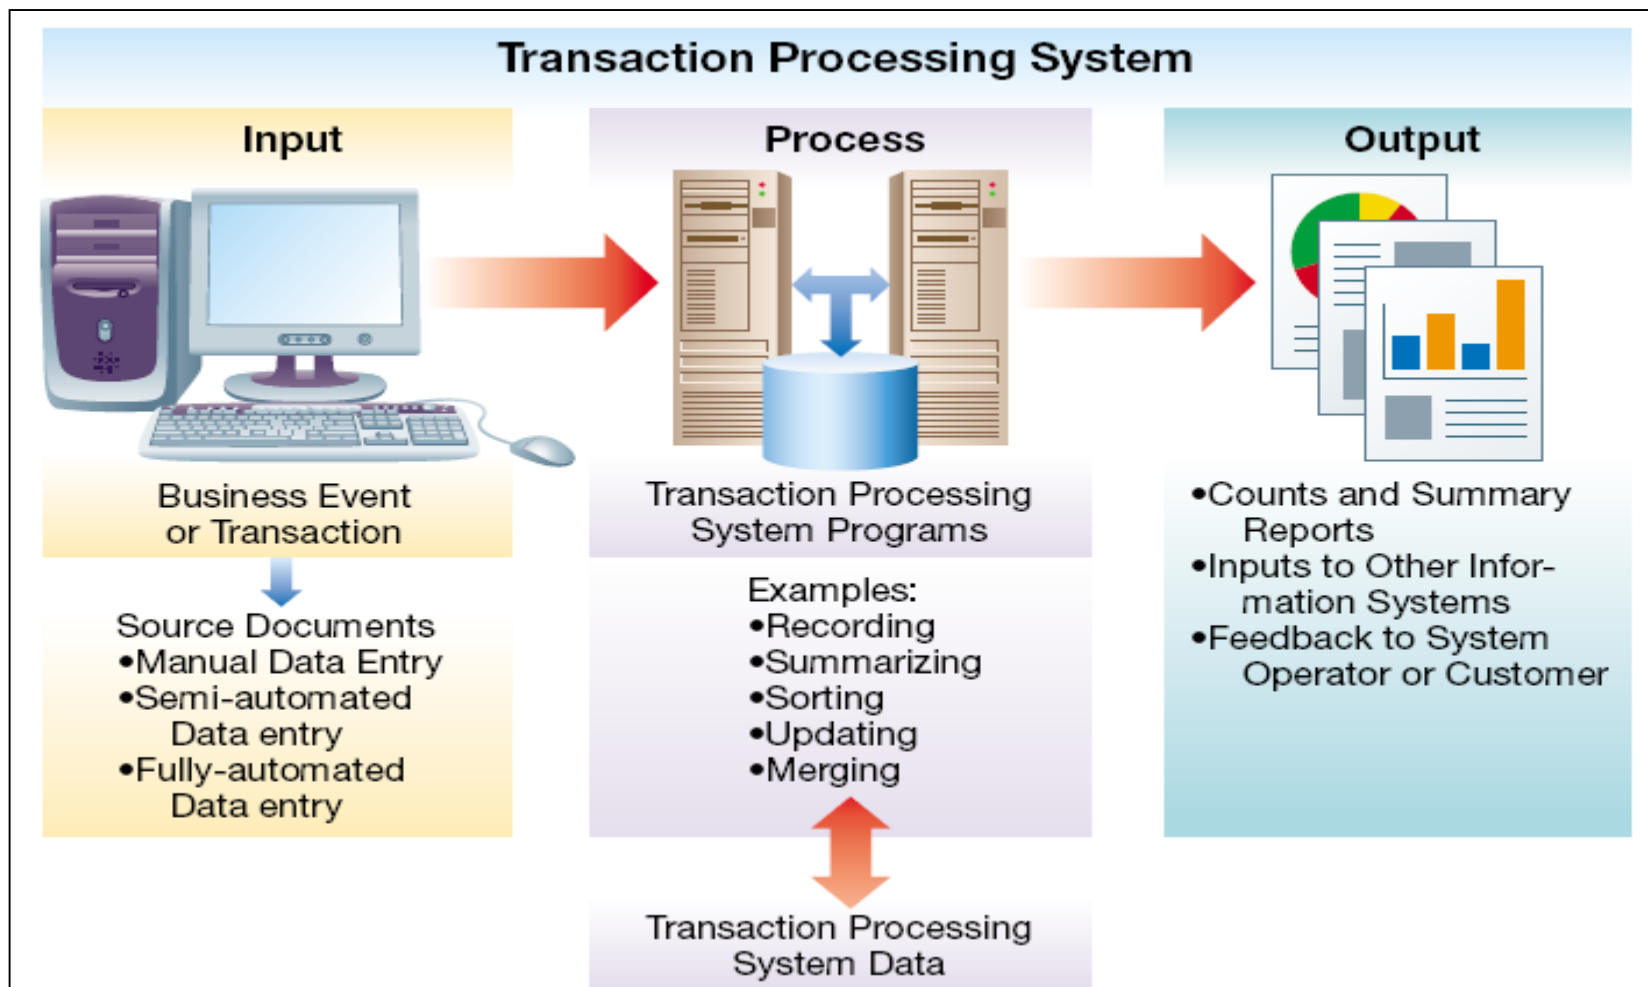 Transaction Processing System
Input
Business Event
or Transaction
Source Documents
•Manual Data Entry
•Semi-automated
Data entry
•Fully-automated
Data entry
Process
Transaction Processing
System Programs
Examples:
•Recording
•Summarizing
•Sorting
•Updating
•Merging
Transaction Processing
System Data
Output
•Counts and Summary
Reports
•Inputs to Other Infor-
mation Systems
•Feedback to System
Operator or Customer